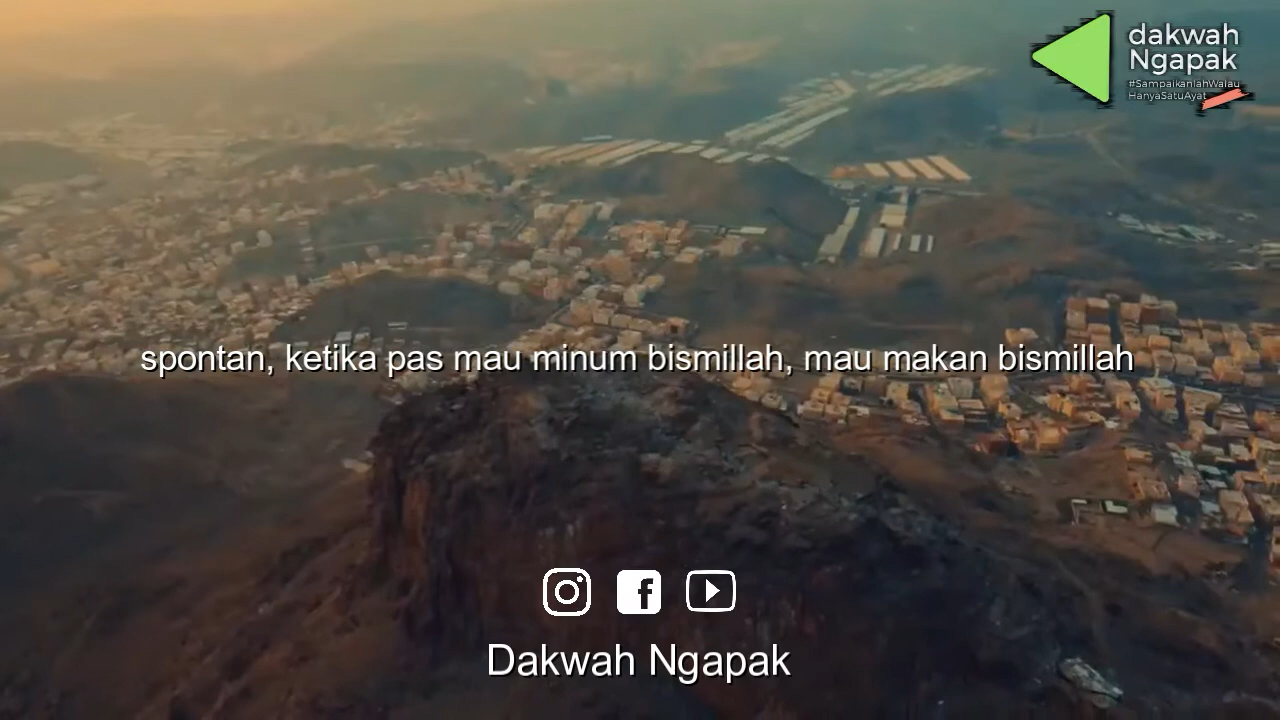 dakwah
Ngapak
#SampaikanlahWalau
HanyaSatuAyat
spontan, ketika pas mau minum bismillah, mau makan bismillah
Dakwah Ngapak